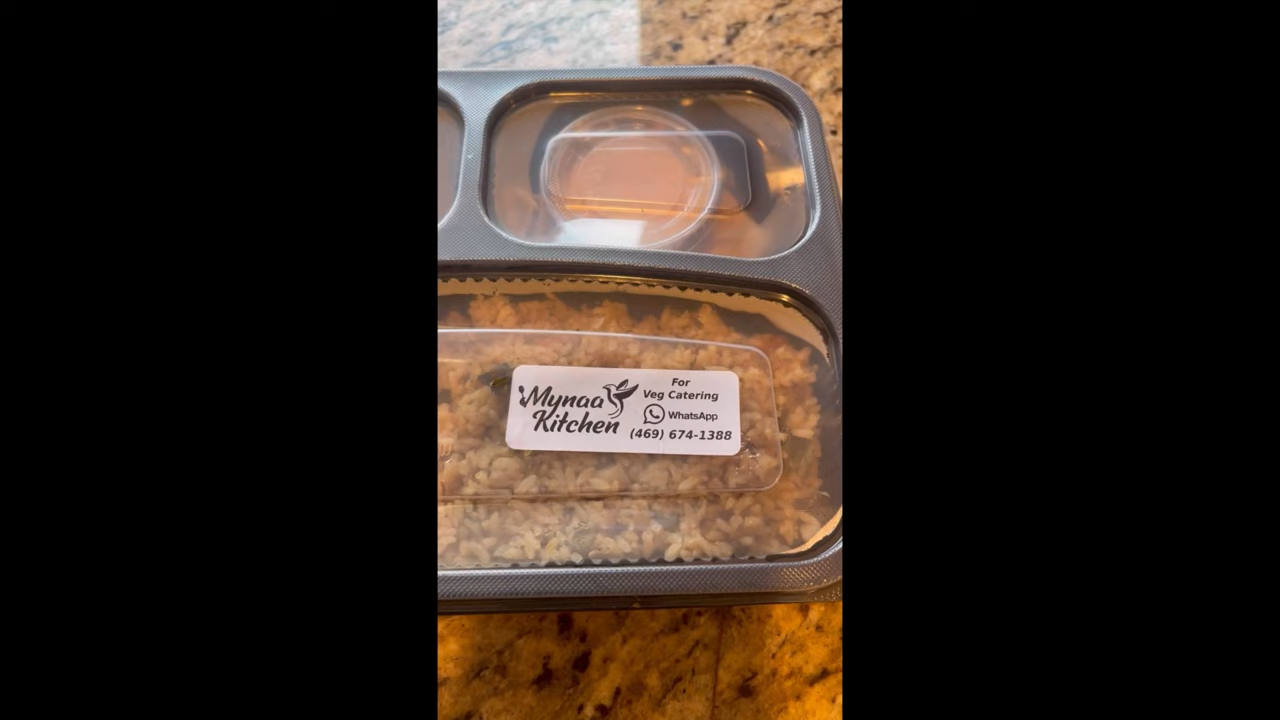 Mynaa
Kitchen
For
Veg Catering
WhatsApp
(469) 674-1388